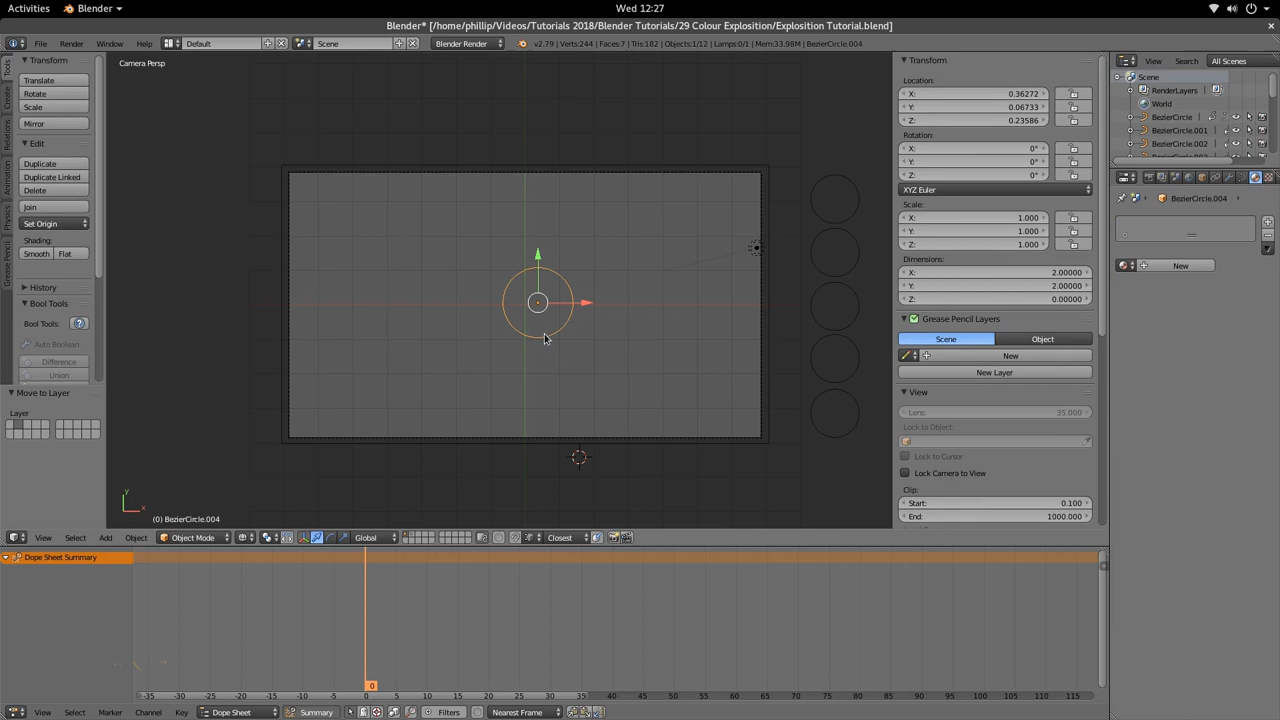 Activities Blender Wed 12:27
Blender* [/home/phillip/Videos/Tutorials 2018/Blender Tutorials/29 Colour Explosition/Explosition Tutorial.blend]
File Render Window Help Default Scene Blender Render v2.79 | Verts:244 | Faces:7 | Tris:182 | Objects:1/12 | Lamps:0/1 | Mem:33.98M | BezierCircle.004
View Search All Scenes
Tools
Create
Relations
Animation
Physics
Grease Pencil
Transform
Translate
Rotate
Scale
Mirror
Edit
Duplicate
Duplicate Linked
Delete
Join
Set Origin
Shading:
Smooth Flat
History
Bool Tools
Bool Tools:
Auto Boolean
Difference
Union
Move to Layer
Layer
Camera Persp
y
x
(0) BezierCircle.004
Transform
Location:
X: 0.36272
Y: 0.06733
Z: 0.23586
Rotation:
X: 0°
Y: 0°
Z: 0°
XYZ Euler
Scale:
X: 1.000
Y: 1.000
Z: 1.000
Dimensions:
X: 2.00000
Y: 2.00000
Z: 0.00000
Grease Pencil Layers
Scene Object
New
New Layer
View
Lens: 35.000
Lock to Object:
Lock to Cursor
Lock Camera to View
Clip:
Start: 0.100
End: 1000.000
Scene
RenderLayers
World
BezierCircle
BezierCircle.001
BezierCircle.002
BezierCircle.004
New
View Select Add Object Object Mode Global Closest
Dope Sheet Summary
0
-35 -30 -25 -20 -15 -10 -5 0 5 10 15 20 25 30 35 40 45 50 55 60 65 70 75 80 85 90 95 100 105 110 115
View Select Marker Channel Key Dope Sheet Summary Filters Nearest Frame